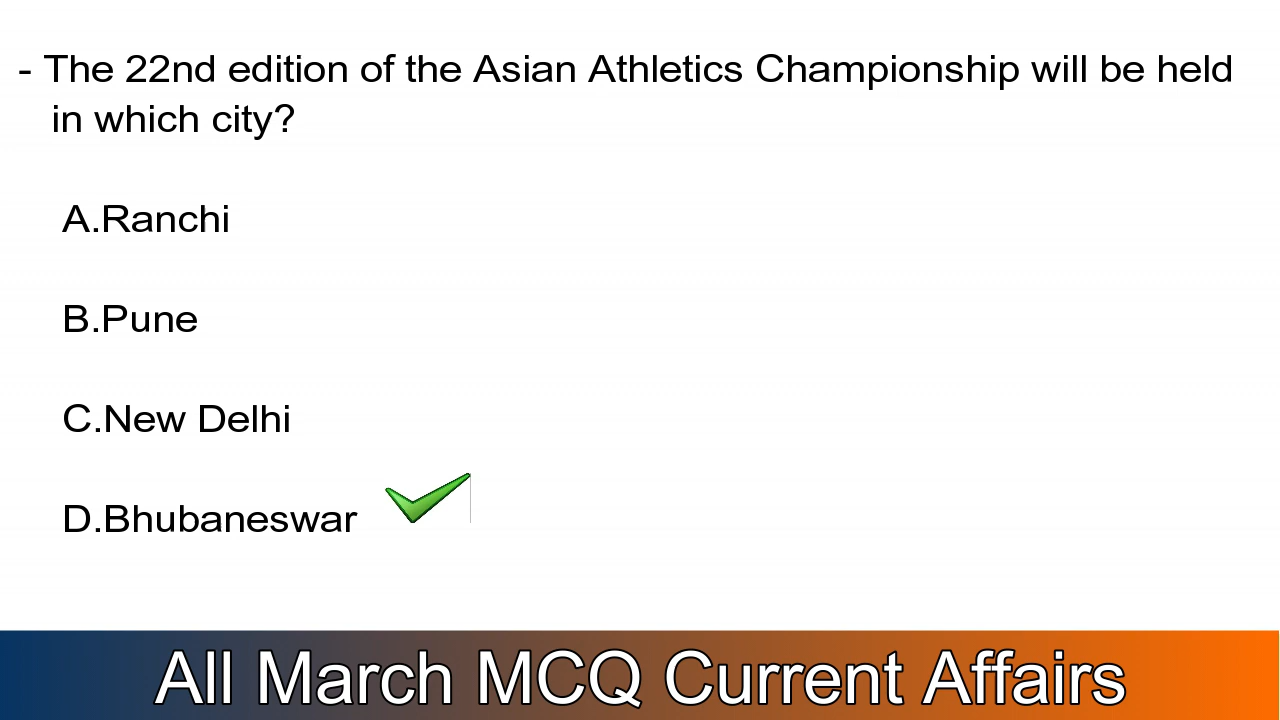 - The 22nd edition of the Asian Athletics Championship will be held
in which city?
A.Ranchi
B.Pune
C.New Delhi
D.Bhubaneswar
All March MCQ Current Affairs